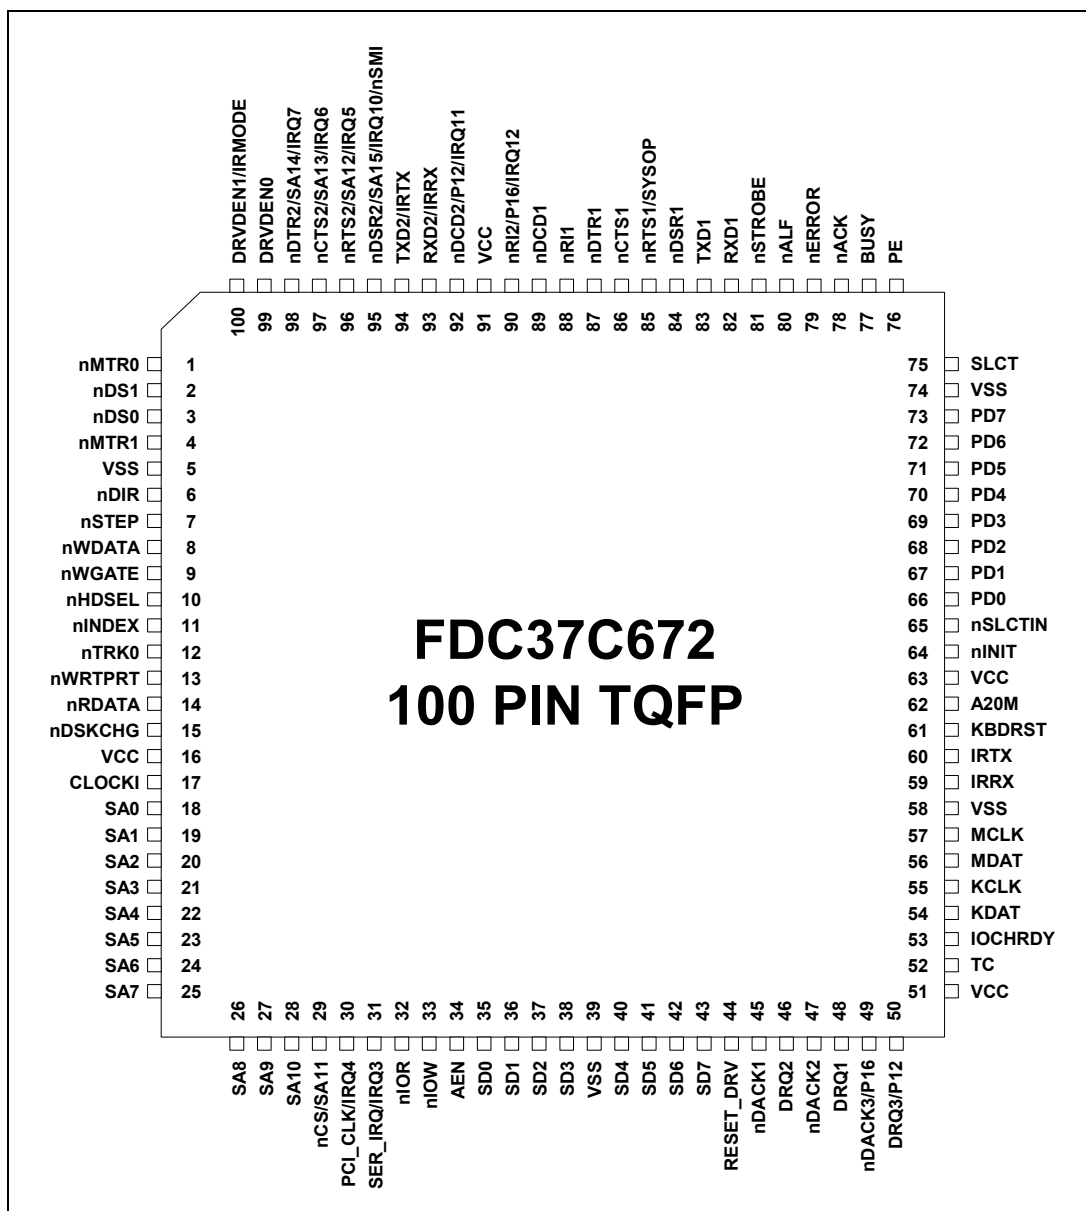 DRVDEN1/IRMODE
DRVDEN0
nDTR2/SA14/IRQ7
nCTS2/SA13/IRQ6
nRTS2/SA12/IRQ5
nDSR2/SA15/IRQ10/nSMI
TXD2/IRTX
RXD2/IRRX
nDCD2/P12/IRQ11
VCC
nRI2/P16/IRQ12
nDCD1
nRI1
nDTR1
nCTS1
nRTS1/SYSOP
nDSR1
TXD1
RXD1
nSTROBE
nALF
nERROR
nACK
BUSY
PE
100
99
98
97
96
95
94
93
92
91
90
89
88
87
86
85
84
83
82
81
80
79
78
77
76
nMTR0 1
nDS1 2
nDS0 3
nMTR1 4
VSS 5
nDIR 6
nSTEP 7
nWDATA 8
nWGATE 9
nHDSEL 10
nINDEX 11
nTRK0 12
nWRTPRT 13
nRDATA 14
nDSKCHG 15
VCC 16
CLOCKI 17
SA0 18
SA1 19
SA2 20
SA3 21
SA4 22
SA5 23
SA6 24
SA7 25
FDC37C672
100 PIN TQFP
75 SLCT
74 VSS
73 PD7
72 PD6
71 PD5
70 PD4
69 PD3
68 PD2
67 PD1
66 PD0
65 nSLCTIN
64 nINIT
63 VCC
62 A20M
61 KBDRST
60 IRTX
59 IRRX
58 VSS
57 MCLK
56 MDAT
55 KCLK
54 KDAT
53 IOCHRDY
52 TC
51 VCC
26
27
28
29
30
31
32
33
34
35
36
37
38
39
40
41
42
43
44
45
46
47
48
49
50
SA8
SA9
SA10
nCS/SA11
PCI_CLK/IRQ4
SER_IRQ/IRQ3
nIOR
nIOW
AEN
SD0
SD1
SD2
SD3
VSS
SD4
SD5
SD6
SD7
RESET_DRV
nDACK1
DRQ2
nDACK2
DRQ1
nDACK3/P16
DRQ3/P12